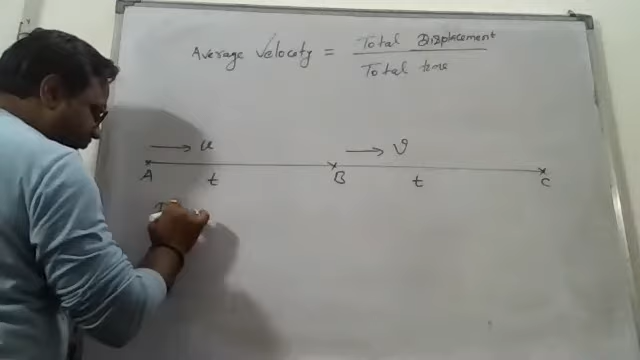 Average Velocity = Total Displacement
Total time
→ u → v
A t B t C